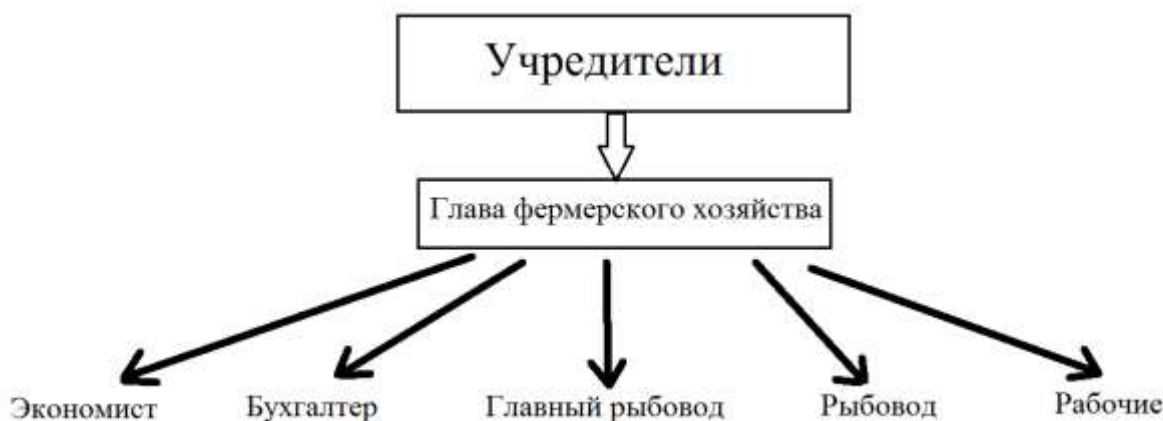 Учредители
Глава фермерского хозяйства
Экономист Бухгалтер Главный рыбовод Рыбовод Рабочие